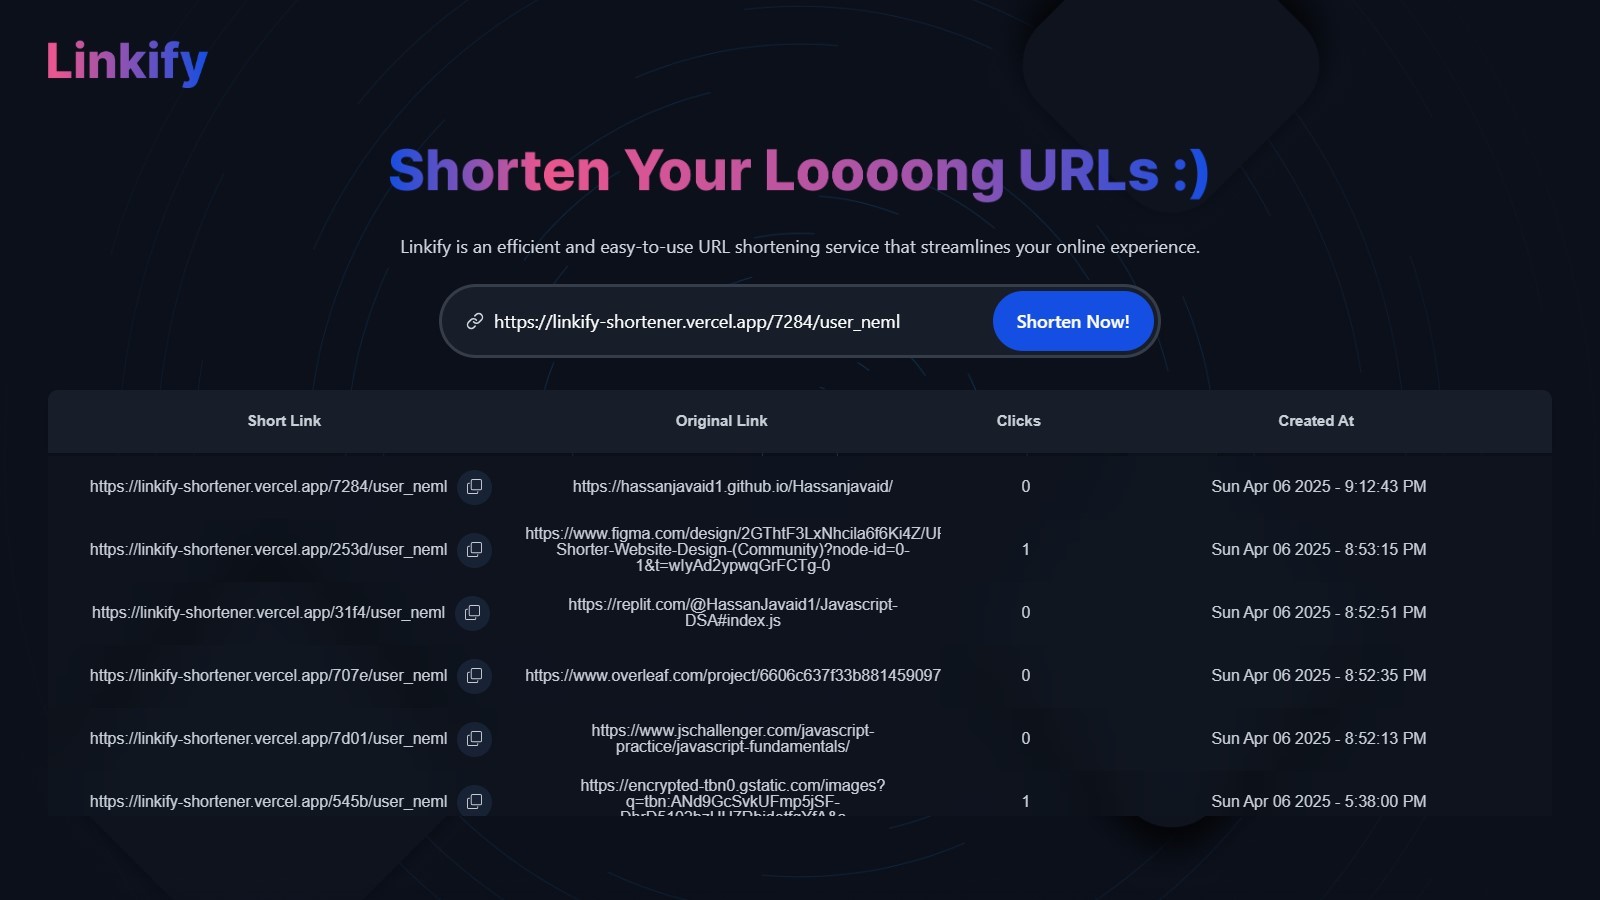 Linkify
Shorten Your Loooong URLs :)
Linkify is an efficient and easy-to-use URL shortening service that streamlines your online experience.
https://linkify-shortener.vercel.app/7284/user_neml Shorten Now!
Short Link Original Link Clicks Created At
https://linkify-shortener.vercel.app/7284/user_neml https://hassanjavaid1.github.io/Hassanjavaid/ 0 Sun Apr 06 2025 - 9:12:43 PM
https://www.figma.com/design/2GThtF3LxNhcila6f6Ki4Z/
https://linkify-shortener.vercel.app/253d/user_neml Shorter-Website-Design-(Community)?node-id=0- 1 Sun Apr 06 2025 - 8:53:15 PM
1&t=wIyAd2ypwqGrFCTg-0
https://replit.com/@HassanJavaid1/Javascript-
https://linkify-shortener.vercel.app/31f4/user_neml 0 Sun Apr 06 2025 - 8:52:51 PM
DSA#index.js
https://linkify-shortener.vercel.app/707e/user_neml https://www.overleaf.com/project/6606c637f33b881459097 0 Sun Apr 06 2025 - 8:52:35 PM
https://www.jschallenger.com/javascript-
https://linkify-shortener.vercel.app/7d01/user_neml 0 Sun Apr 06 2025 - 8:52:13 PM
practice/javascript-fundamentals/
https://encrypted-tbn0.gstatic.com/images?
https://linkify-shortener.vercel.app/545b/user_neml q=tbn:ANd9GcSvkUFmp5jSF- 1 Sun Apr 06 2025 - 5:38:00 PM